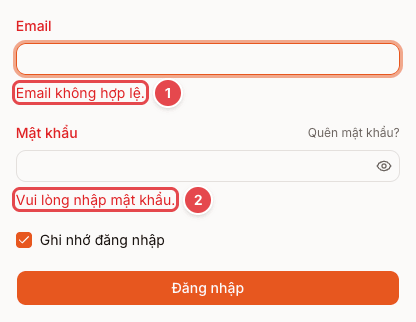 Email
Email không hợp lệ. 1
Mật khẩu Quên mật khẩu?
Vui lòng nhập mật khẩu. 2
Ghi nhớ đăng nhập
Đăng nhập